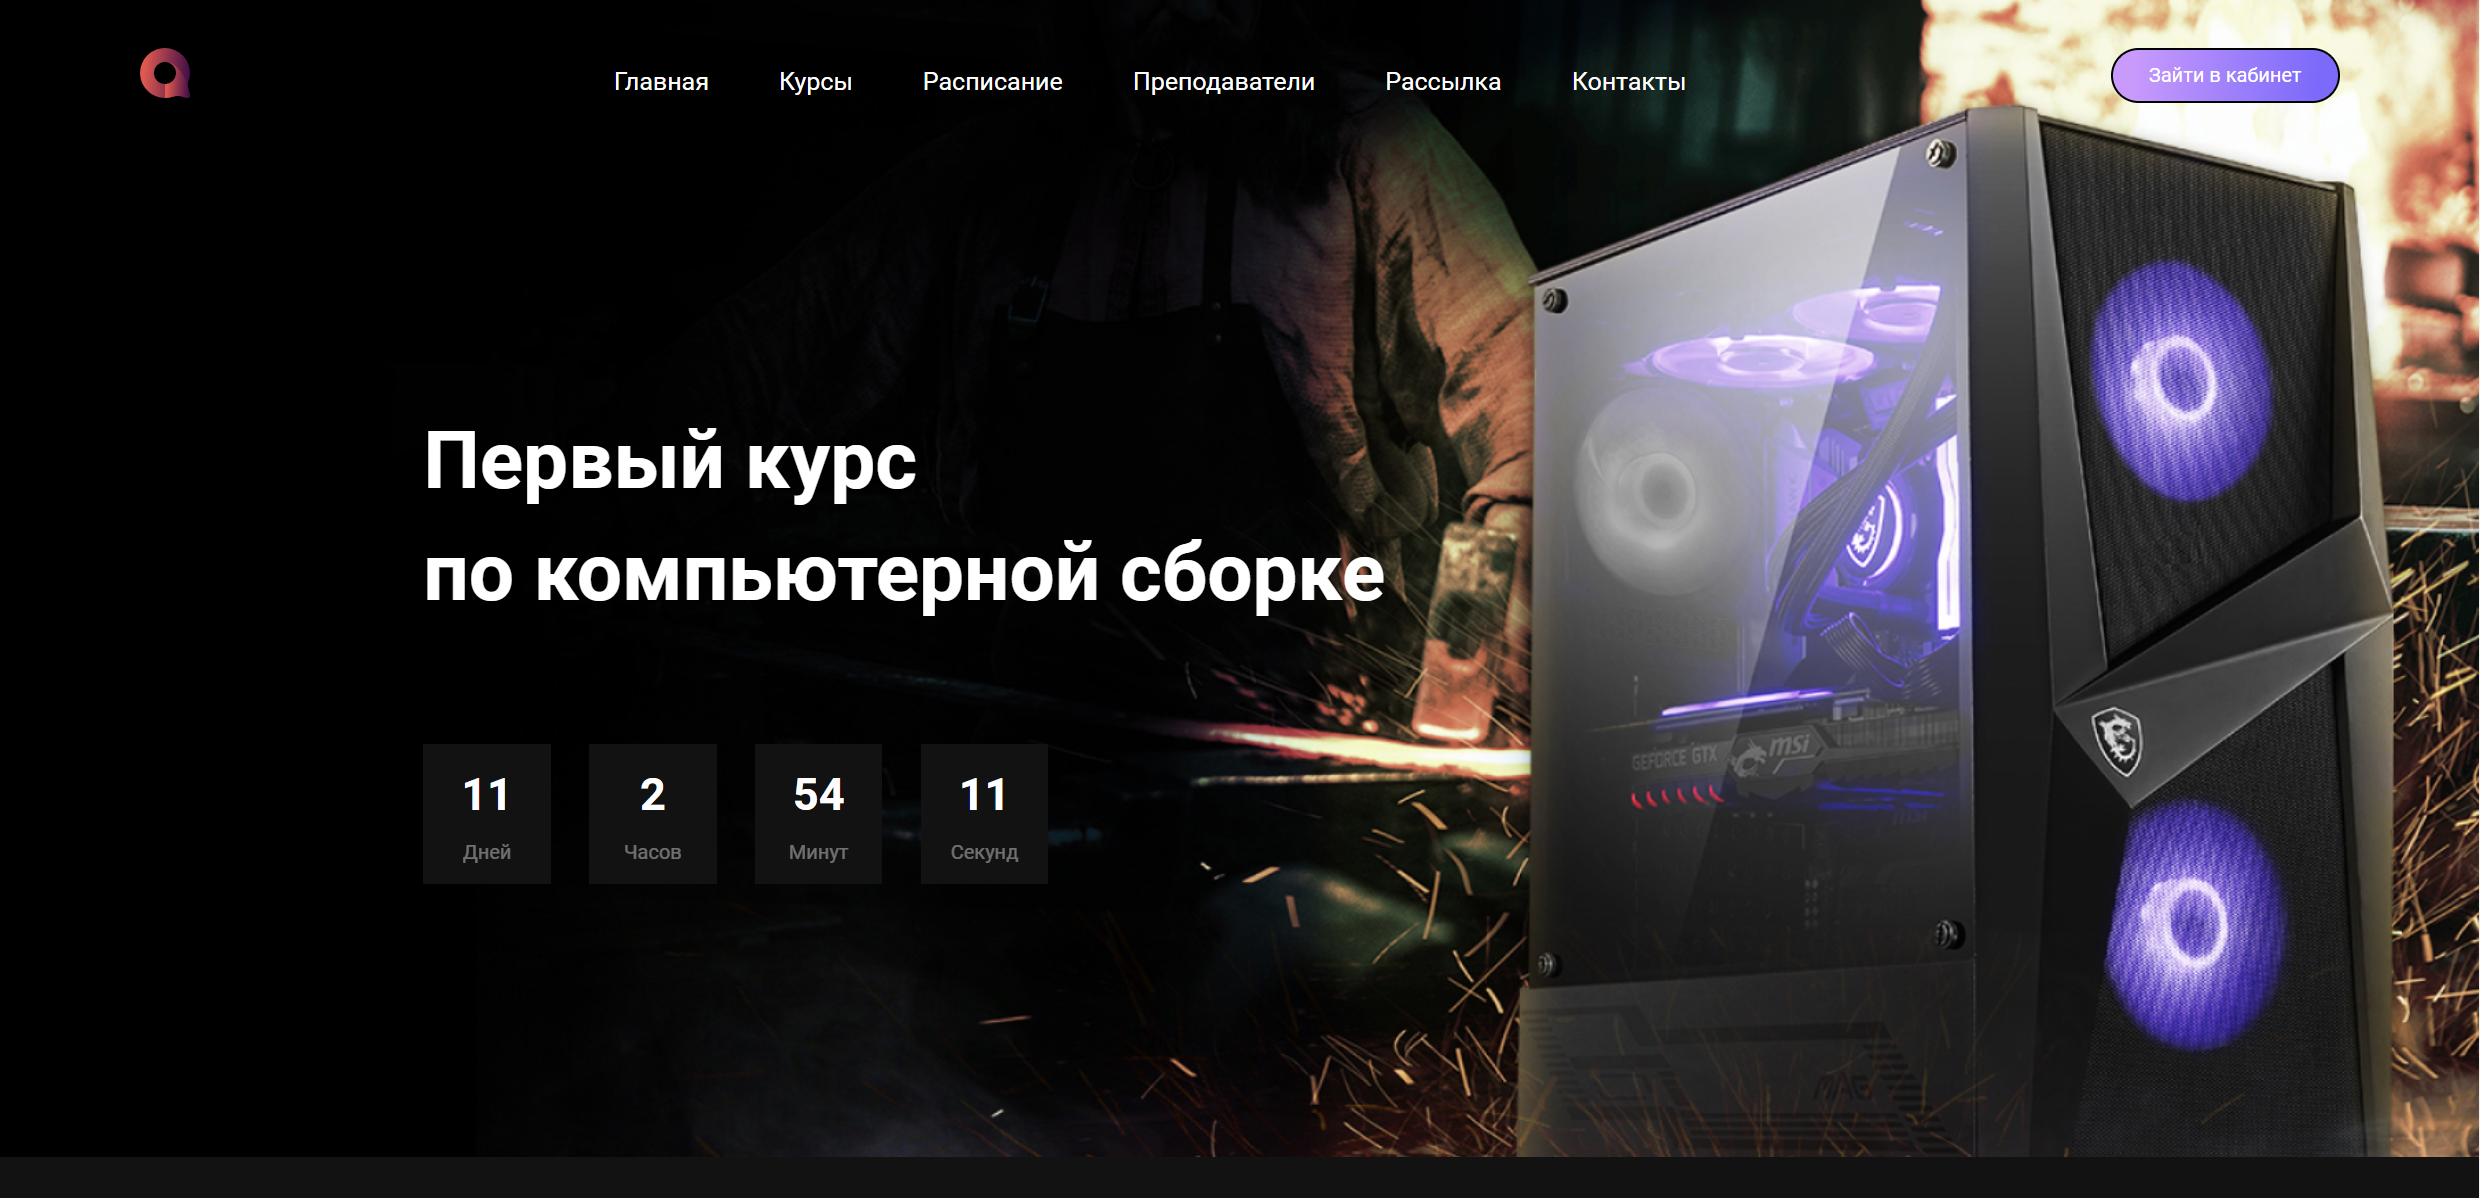 Главная Курсы Расписание Преподаватели Рассылка Контакты
Зайти в кабинет
Первый курс
по компьютерной сборке
11 2 54 11
Дней Часов Минут Секунд
GEFORCE GTX
msi
MAG